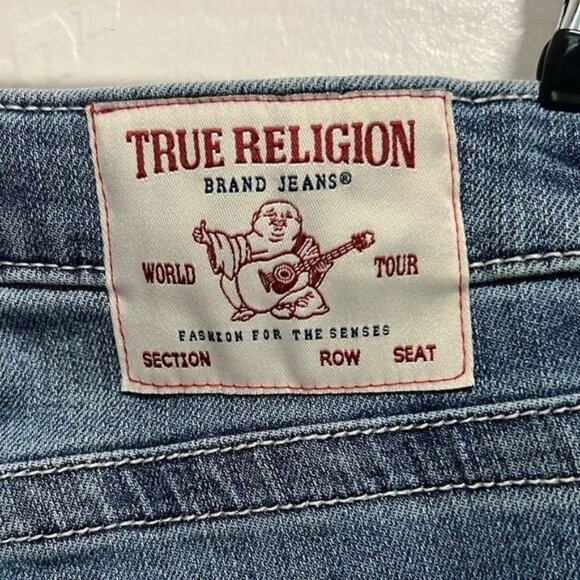 TRUE RELIGION
BRAND JEANS®
WORLD TOUR
FASHION FOR THE SENSES
SECTION ROW SEAT